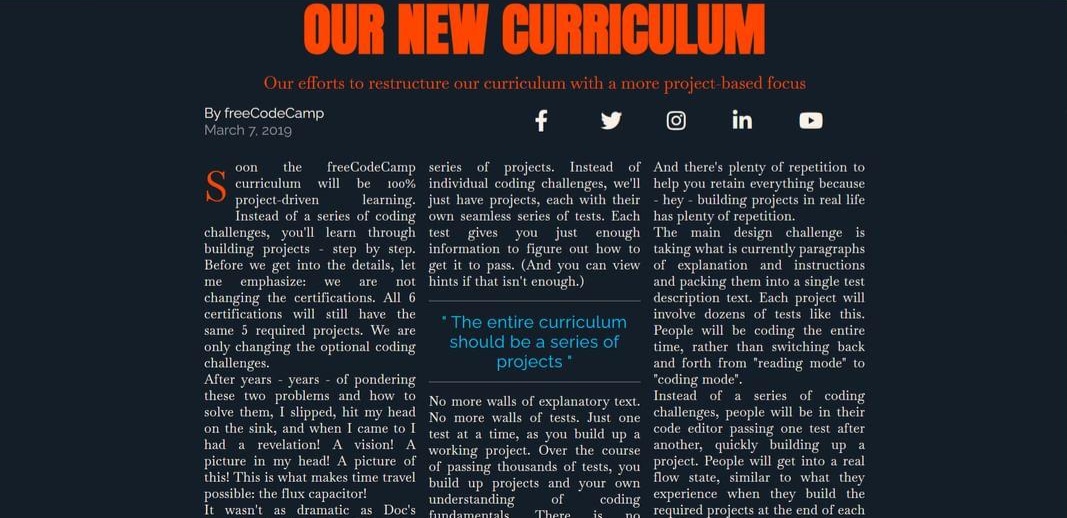 OUR NEW CURRICULUM
Our efforts to restructure our curriculum with a more project-based focus
By freeCodeCamp
March 7, 2019
Soon the freeCodeCamp
curriculum will be 100%
project-driven learning.
Instead of a series of coding
challenges, you'll learn through
building projects - step by step.
Before we get into the details, let
me emphasize: we are not
changing the certifications. All 6
certifications will still have the
same 5 required projects. We are
only changing the optional coding
challenges.
After years - years - of pondering
these two problems and how to
solve them, I slipped, hit my head
on the sink, and when I came to I
had a revelation! A vision! A
picture in my head! A picture of
this! This is what makes time travel
possible: the flux capacitor!
It wasn't as dramatic as Doc's
series of projects. Instead of
individual coding challenges, we'll
just have projects, each with their
own seamless series of tests. Each
test gives you just enough
information to figure out how to
get it to pass. (And you can view
hints if that isn't enough.)
" The entire curriculum
should be a series of
projects "
No more walls of explanatory text.
No more walls of tests. Just one
test at a time, as you build up a
working project. Over the course
of passing thousands of tests, you
build up projects and your own
understanding of coding
fundamentals. There is no
And there's plenty of repetition to
help you retain everything because
- hey - building projects in real life
has plenty of repetition.
The main design challenge is
taking what is currently paragraphs
of explanation and instructions
and packing them into a single test
description text. Each project will
involve dozens of tests like this.
People will be coding the entire
time, rather than switching back
and forth from "reading mode" to
"coding mode".
Instead of a series of coding
challenges, people will be in their
code editor passing one test after
another, quickly building up a
project. People will get into a real
flow state, similar to what they
experience when they build the
required projects at the end of each